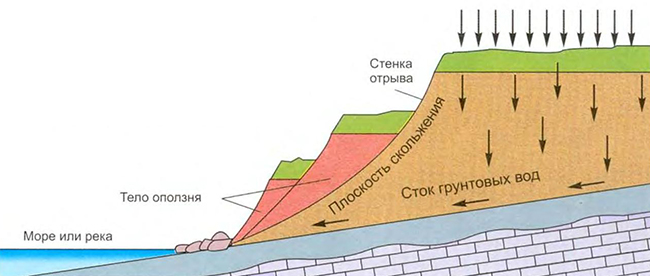 Стенка
отрыва
Плоскость скольжения
Тело оползня
Сток грунтовых вод
Море или река